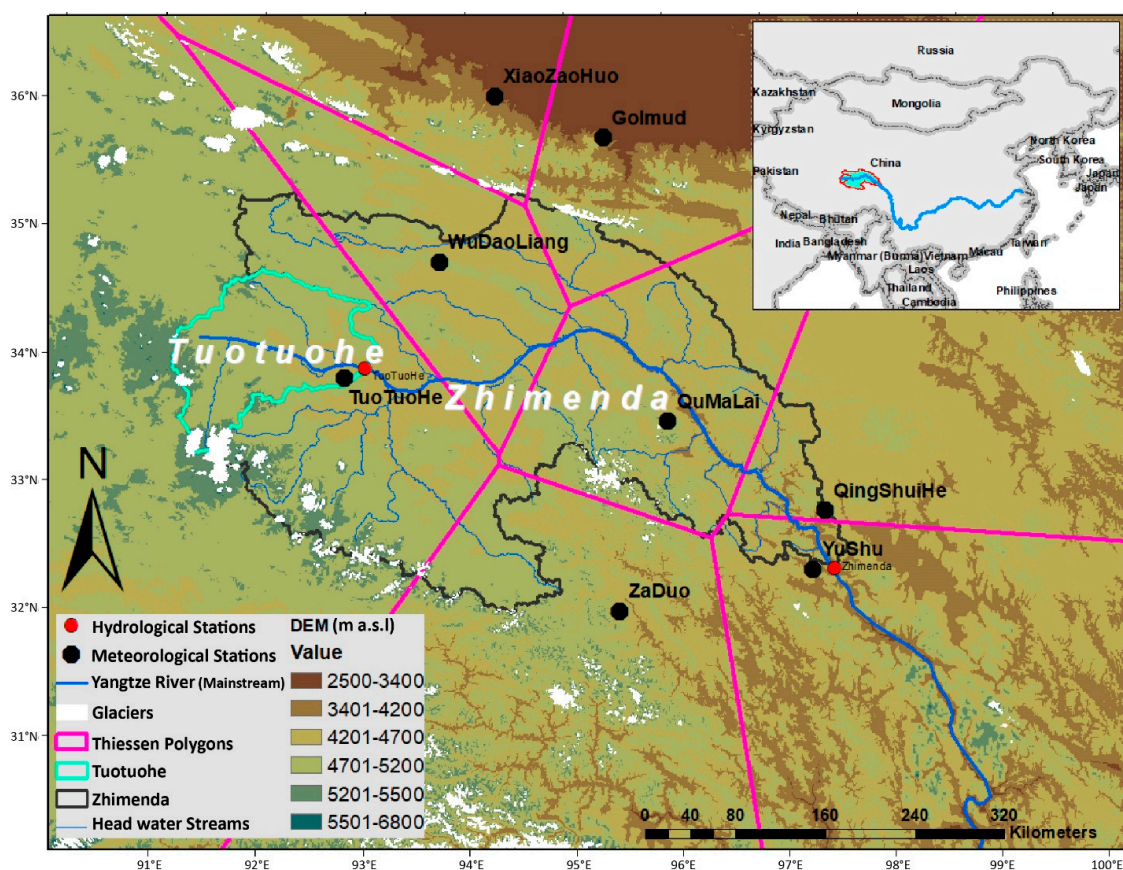 36°N
35°N
34°N
33°N
32°N
31°N
91°E
92°E
93°E
94°E
95°E
96°E
97°E
98°E
99°E
100°E
XiaoZaoHuo
Golmud
WuDaoLiang
Tuotuohe
TuoTuoHe
TuoTuoHe
Zhimenda
QuMaLai
QingShuiHe
YuShu
Zhimenda
ZaDuo
N
Russia
Kazakhstan
Mongolia
Kyrgyzstan
North Korea
South Korea
Japan
Japan
China
Pakistan
Nepal
Bhutan
India
Bangladesh
Myanmar (Burma)
Vietnam
Macau
Taiwan
Laos
Thailand
Cambodia
Philippines
Hydrological Stations
Meteorological Stations
Yangtze River (Mainstream)
Glaciers
Thiessen Polygons
Tuotuohe
Zhimenda
Head water Streams
DEM (m a.s.l)
Value
2500-3400
3401-4200
4201-4700
4701-5200
5201-5500
5501-6800
0 40 80 160 240 320
Kilometers